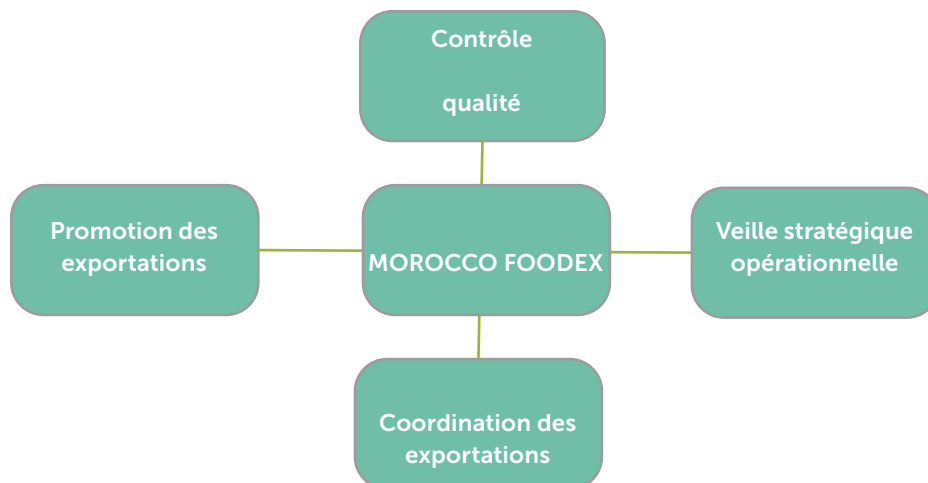 Contrôle
qualité
Promotion des
exportations
MOROCCO FOODEX
Veille stratégique
opérationnelle
Coordination des
exportations